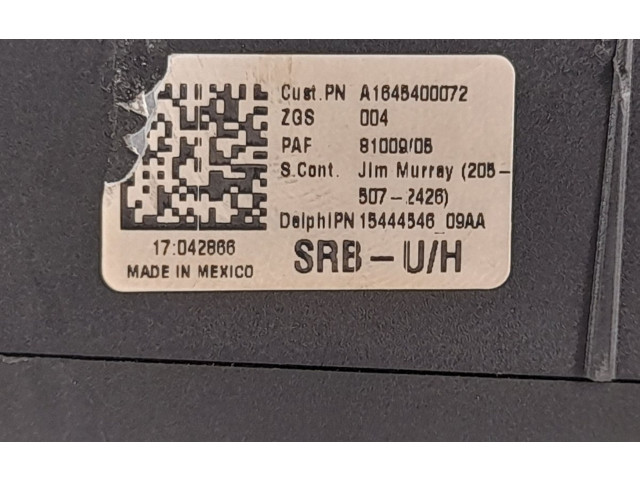 Cust.PN A1645400072
ZGS 004
PAF 81009/05
S.Cont. Jim Murray (205-
507-2426)
DelphiPN 15444546_09AA
17:042866
MADE IN MEXICO
SRB-U/H